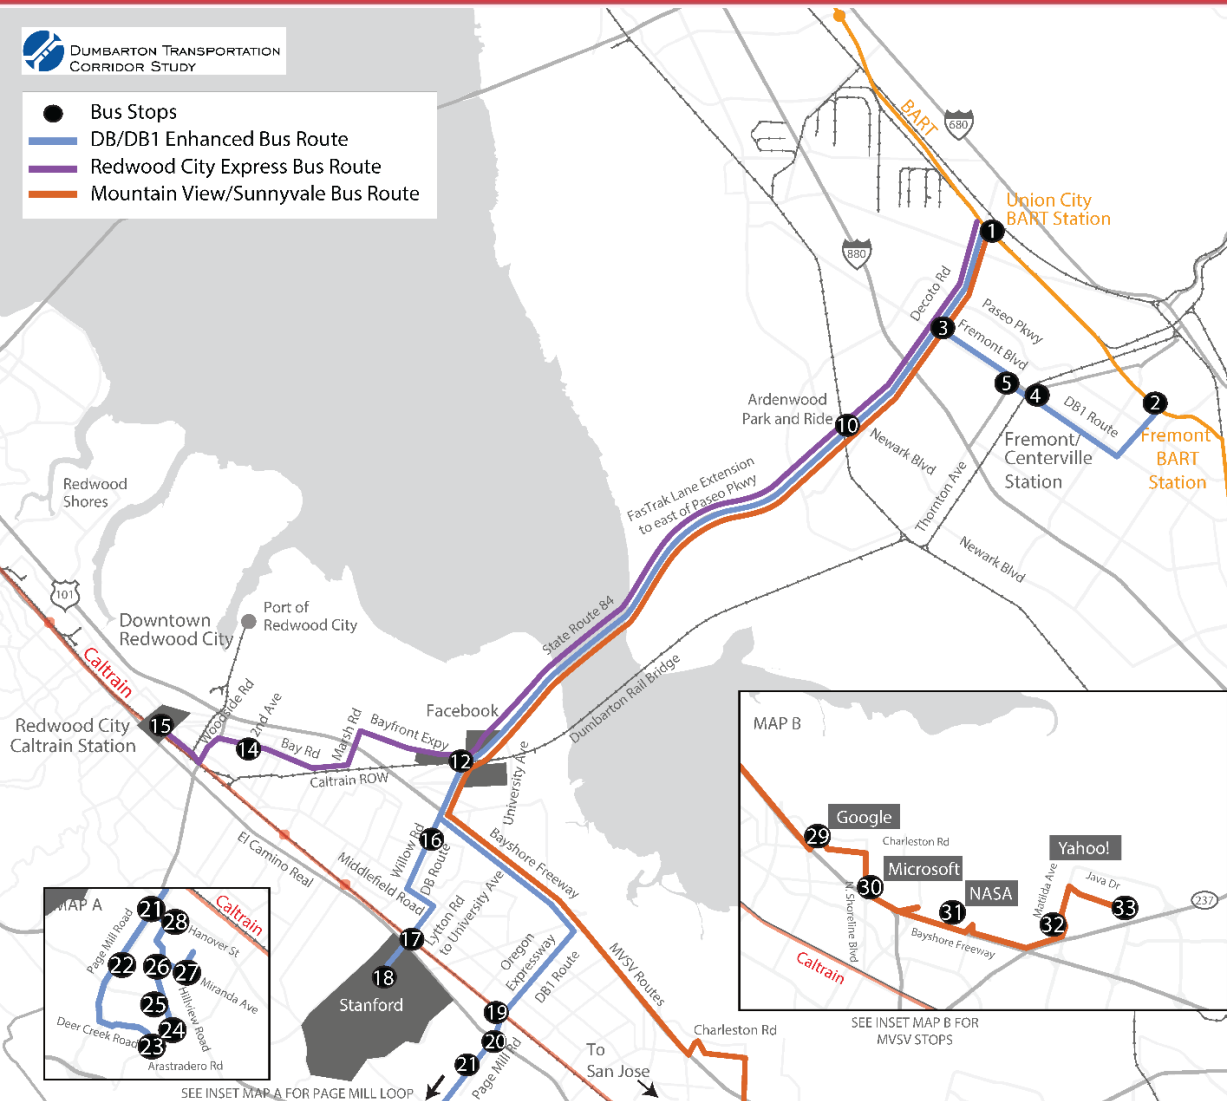 DUMBARTON TRANSPORTATION
CORRIDOR STUDY
Bus Stops
DB/DB1 Enhanced Bus Route
Redwood City Express Bus Route
Mountain View/Sunnyvale Bus Route
BART
680
Union City
BART Station
1
880
Decoto Rd
Paseo Pkwy
3
Fremont Blvd
5
4
2
DB1 Route
Ardenwood
Park and Ride
10
Newark Blvd
Fremont/
Centerville
Station
Fremont
BART
Station
Thornton Ave
FasTrak Lane Extension
to east of Paseo Pkwy
Newark Blvd
Redwood
Shores
101
Downtown
Redwood City
Port of
Redwood City
State Route 84
Caltrain
Dumbarton Rail Bridge
Woodside Rd
2nd Ave
Marsh Rd
Facebook
15
Redwood City
Caltrain Station
14
Bay Rd
Bayfront Expy
12
Caltrain ROW
University Ave
El Camino Real
Middlefield Road
Willow Rd
16
DB Route
Bayshore Freeway
Lytton Rd
to University Ave
17
18
Stanford
Oregon
Expressway
DB1 Route
MVSV Routes
19
20
21
Page Mill Rd
Charleston Rd
To
San Jose
SEE INSET MAP A FOR PAGE MILL LOOP
MAP A
Caltrain
21
28
Hanover St
Page Mill Road
22
26
27
Miranda Ave
25
Hillview Road
24
Deer Creek Road
23
Arastradero Rd
MAP B
29
Google
Charleston Rd
Yahoo!
Microsoft
30
NASA
Matilda Ave
Java Dr
31
32
33
237
N Shoreline Blvd
Bayshore Freeway
Caltrain
SEE INSET MAP B FOR
MVSV STOPS